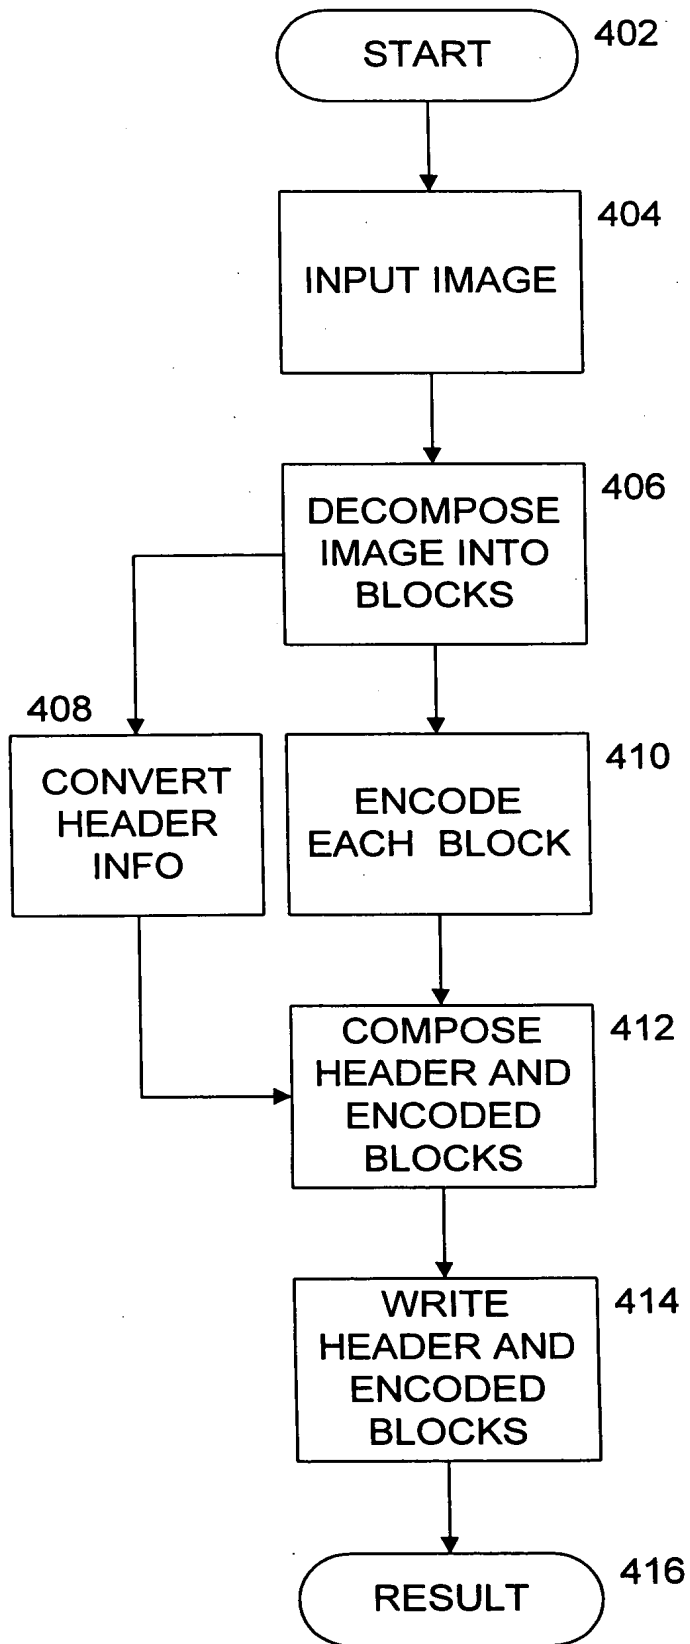 START
402
INPUT IMAGE
404
DECOMPOSE
IMAGE INTO
BLOCKS
406
408
CONVERT
HEADER
INFO
ENCODE
EACH BLOCK
410
COMPOSE
HEADER AND
ENCODED
BLOCKS
412
WRITE
HEADER AND
ENCODED
BLOCKS
414
RESULT
416